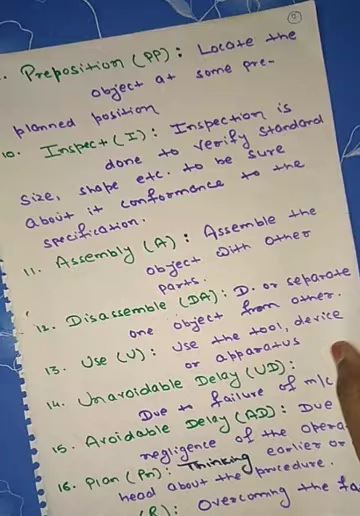 2
. Preposition (PP) : Locate the
object at some pre-
planned position
10. Inspect (I) : Inspection is
done to verify standard
size, shape etc. to be sure
about it conformance to the
specification.
11. Assembly (A) : Assemble the
object with other
parts.
12. Disassemble (DA) : D. or separate
one object from other.
13. Use (U) : Use the tool, device
or apparatus
14. Unavoidable Delay (UD) :
Due to failure of m/c
15. Avoidable Delay (AD) : Due
negligence of the opera
16. Plan (Pn) : Thinking earlier or
head about the procedure.
(R) : Overcoming the fa